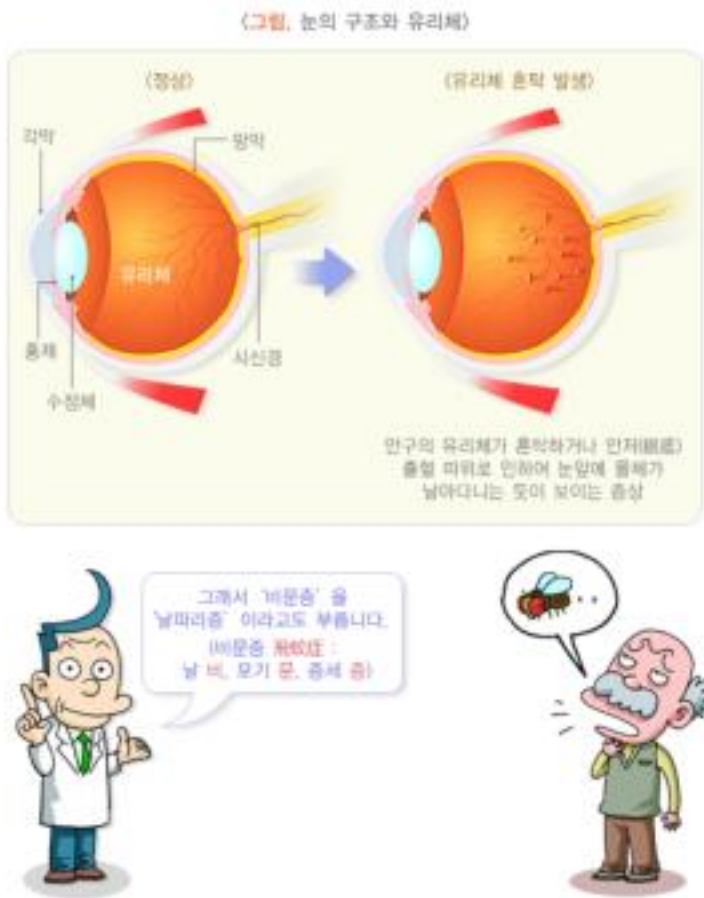 <그림. 눈의 구조와 유리체>
<정상>
<유리체 혼탁 발생>
각막
망막
유리체
홍채
시신경
수정체
안구의 유리체가 혼탁하거나 안저(眼底)
출혈 따위로 인하여 눈앞에 물체가
날아다니는 듯이 보이는 증상
그래서 '비문증' 을
'날파리증' 이라고도 부릅니다.
(비문증 飛蚊症 :
날 비, 모기 문, 증세 증)